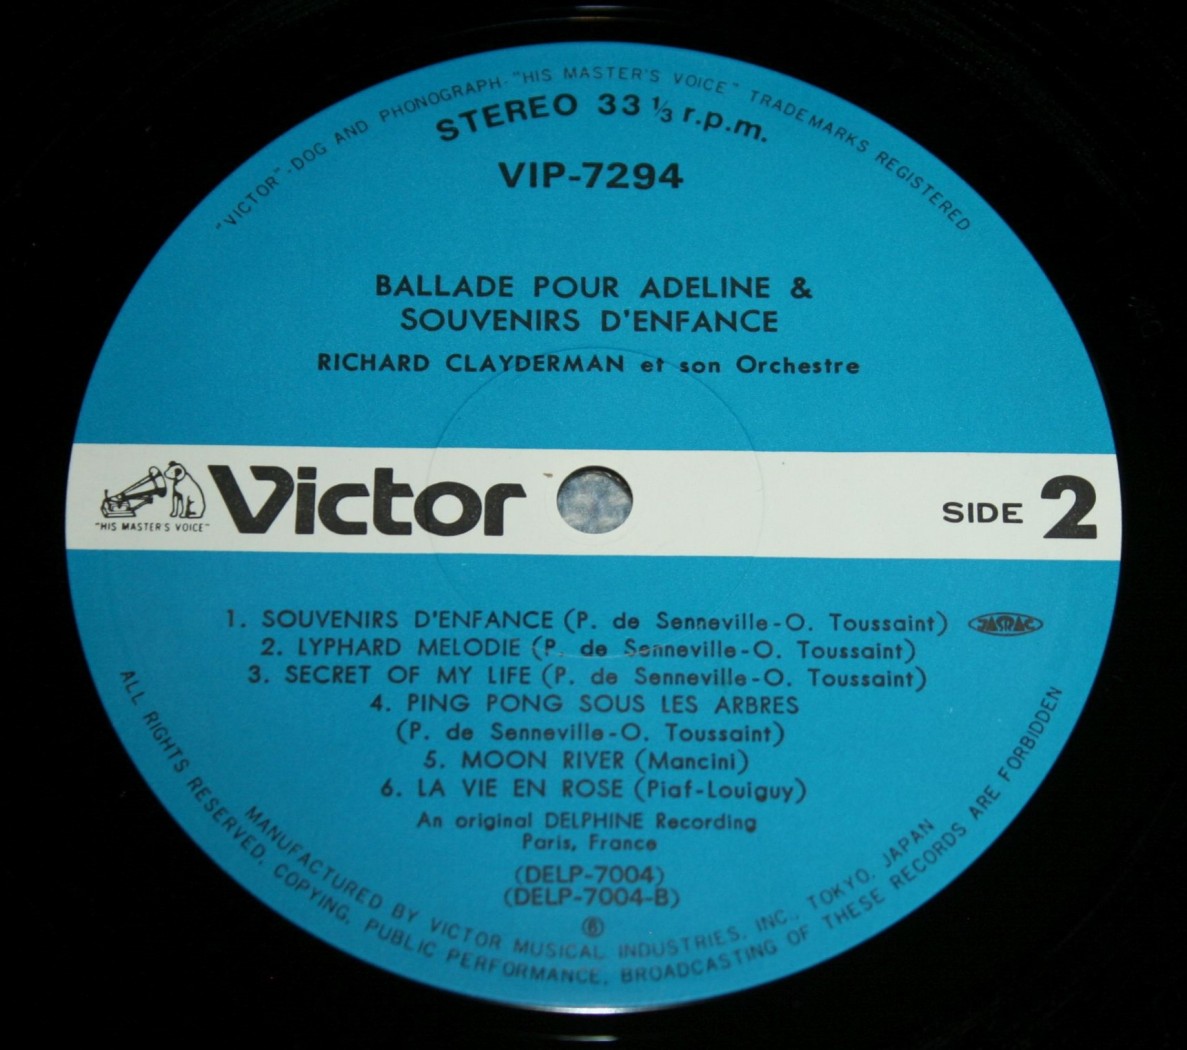 "VICTOR"-DOG AND PHONOGRAPH-"HIS MASTER'S VOICE" TRADEMARKS REGISTERED
STEREO 33 1/3 r.p.m.
VIP-7294
BALLADE POUR ADELINE &
SOUVENIRS D'ENFANCE
RICHARD CLAYDERMAN et son Orchestre
"HIS MASTER'S VOICE"
Victor
SIDE 2
1. SOUVENIRS D'ENFANCE (P. de Senneville-O. Toussaint) JASRAC
2. LYPHARD MELODIE (P. de Senneville-O. Toussaint)
3. SECRET OF MY LIFE (P. de Senneville-O. Toussaint)
4. PING PONG SOUS LES ARBRES
(P. de Senneville-O. Toussaint)
5. MOON RIVER (Mancini)
6. LA VIE EN ROSE (Piaf-Louiguy)
An original DELPHINE Recording
Paris, France
(DELP-7004)
(DELP-7004-B)
MANUFACTURED BY VICTOR MUSICAL INDUSTRIES, INC., TOKYO, JAPAN
ALL RIGHTS RESERVED. COPYING, PUBLIC PERFORMANCE, BROADCASTING OF THESE RECORDS ARE FORBIDDEN